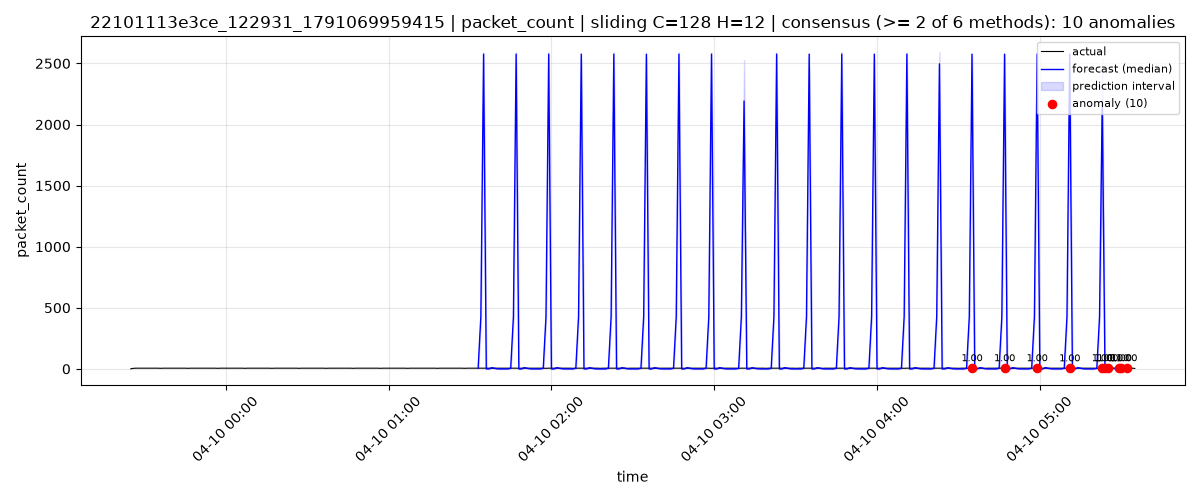 22101113e3ce_122931_1791069959415 | packet_count | sliding C=128 H=12 | consensus (>= 2 of 6 methods): 10 anomalies
actual
forecast (median)
prediction interval
anomaly (10)
packet_count
2500
2000
1500
1000
500
0
1.00 1.00 1.00 1.00
04-10 00:00 04-10 01:00 04-10 02:00 04-10 03:00 04-10 04:00 04-10 05:00
time